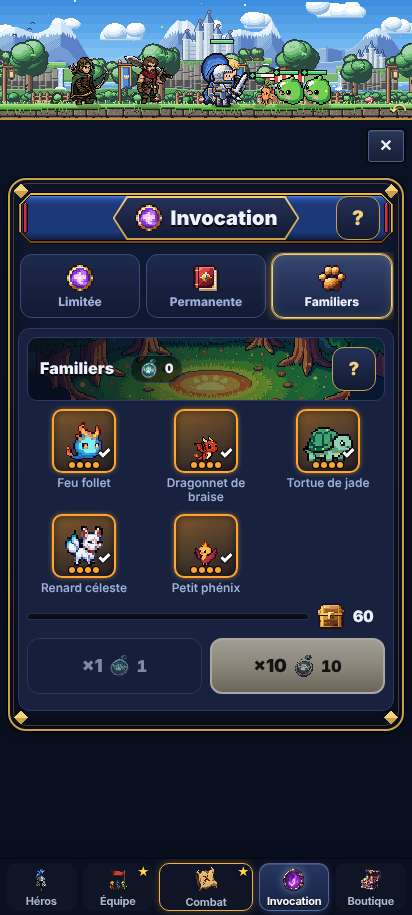 ×
Invocation
?
Limitée
Permanente
Familiers
Familiers
0
?
Feu follet
Dragonnet de
braise
Tortue de jade
Renard céleste
Petit phénix
60
×1 1
×10 10
Héros
Équipe
Combat
Invocation
Boutique